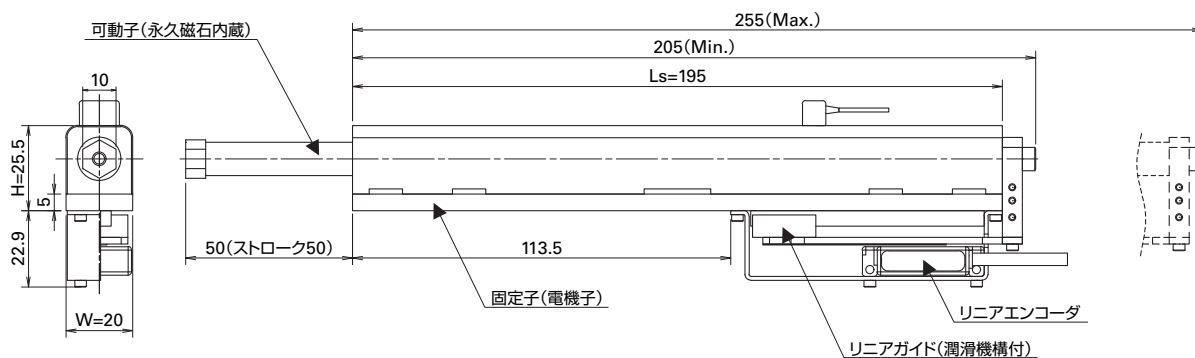 255(Max.)
可動子(永久磁石内蔵)
205(Min.)
Ls=195
10
H=25.5
5
22.9
50(ストローク50)
113.5
固定子(電機子)
リニアエンコーダ
W=20
リニアガイド(潤滑機構付)